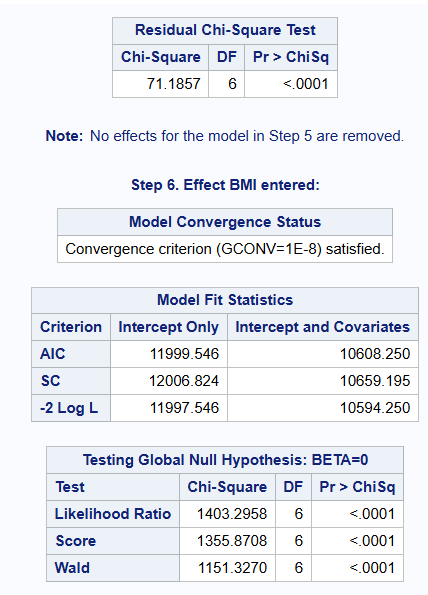 Residual Chi-Square Test
Chi-Square DF Pr > ChiSq
71.1857 6 <.0001
Note: No effects for the model in Step 5 are removed.
Step 6. Effect BMI entered:
Model Convergence Status
Convergence criterion (GCONV=1E-8) satisfied.
Model Fit Statistics
Criterion Intercept Only Intercept and Covariates
AIC 11999.546 10608.250
SC 12006.824 10659.195
-2 Log L 11997.546 10594.250
Testing Global Null Hypothesis: BETA=0
Test Chi-Square DF Pr > ChiSq
Likelihood Ratio 1403.2958 6 <.0001
Score 1355.8708 6 <.0001
Wald 1151.3270 6 <.0001